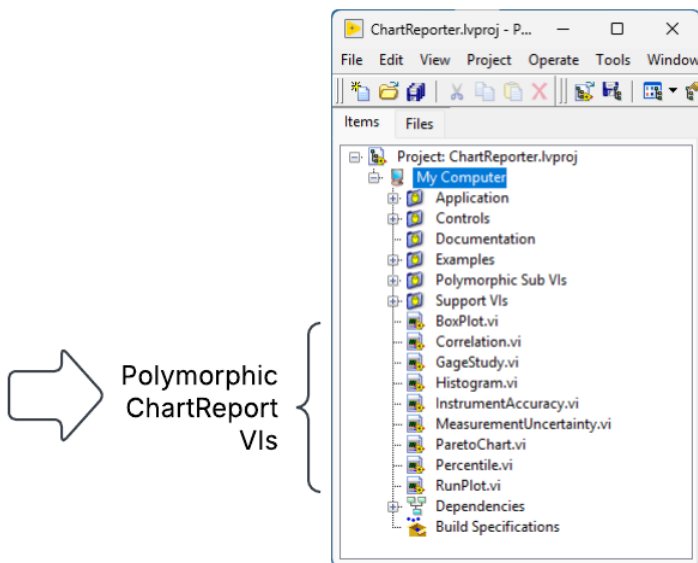 ChartReporter.lvproj - P...
File Edit View Project Operate Tools Window
Items Files
Project: ChartReporter.lvproj
My Computer
Application
Controls
Documentation
Examples
Polymorphic Sub VIs
Support VIs
BoxPlot.vi
Correlation.vi
GageStudy.vi
Histogram.vi
InstrumentAccuracy.vi
MeasurementUncertainty.vi
ParetoChart.vi
Percentile.vi
RunPlot.vi
Dependencies
Build Specifications
Polymorphic
ChartReport
VIs